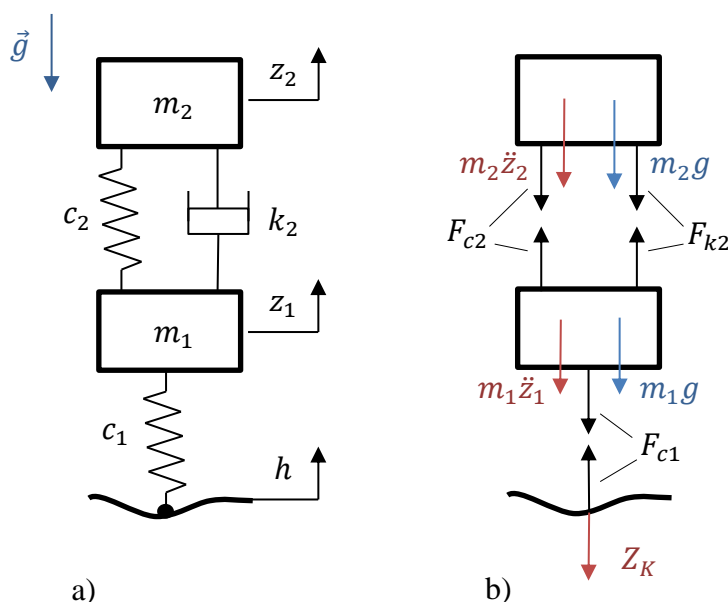 g⃗
z₂
m₂
c₂
k₂
z₁
m₁
c₁
h
a)
m₂z̈₂
m₂g
F_c2
F_k2
m₁z̈₁
m₁g
F_c1
Z_K
b)